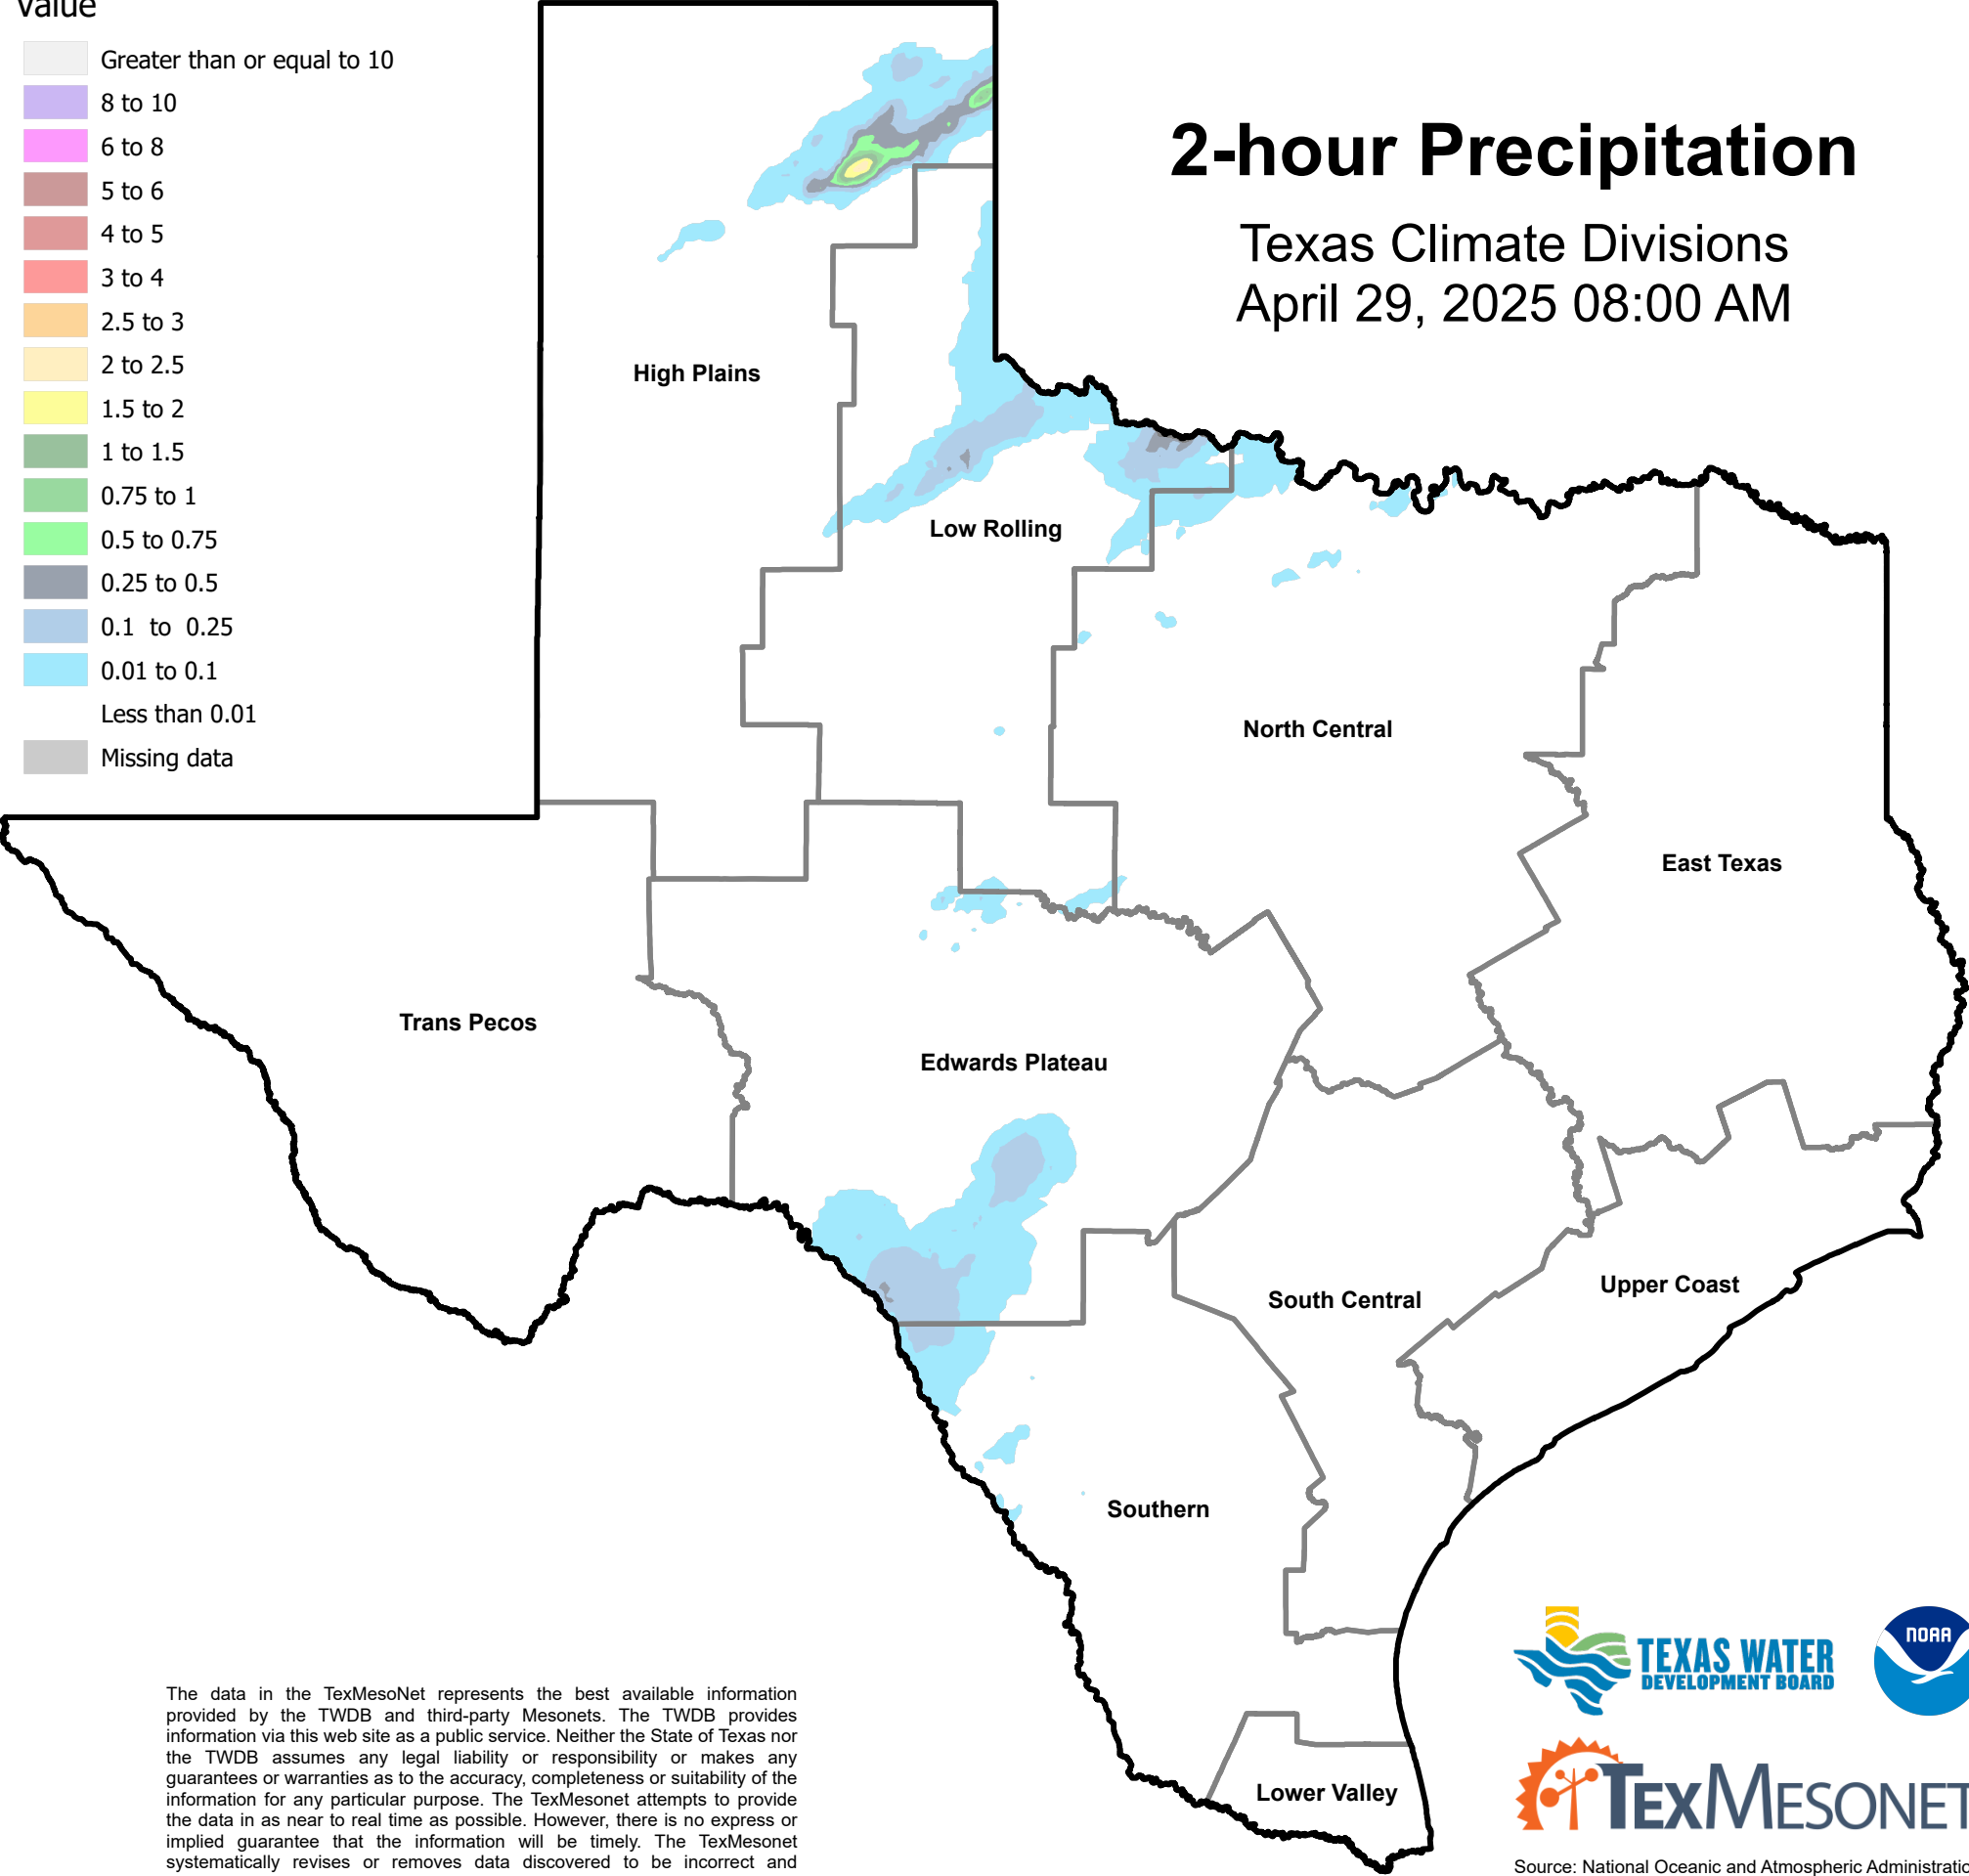 Value
Greater than or equal to 10
8 to 10
6 to 8
5 to 6
4 to 5
3 to 4
2.5 to 3
2 to 2.5
1.5 to 2
1 to 1.5
0.75 to 1
0.5 to 0.75
0.25 to 0.5
0.1 to 0.25
0.01 to 0.1
Less than 0.01
Missing data
2-hour Precipitation
Texas Climate Divisions
April 29, 2025 08:00 AM
High Plains
Low Rolling
North Central
East Texas
Trans Pecos
Edwards Plateau
South Central
Upper Coast
Southern
Lower Valley
The data in the TexMesoNet represents the best available information
provided by the TWDB and third-party Mesonets. The TWDB provides
information via this web site as a public service. Neither the State of Texas nor
the TWDB assumes any legal liability or responsibility or makes any
guarantees or warranties as to the accuracy, completeness or suitability of the
information for any particular purpose. The TexMesonet attempts to provide
the data in as near to real time as possible. However, there is no express or
implied guarantee that the information will be timely. The TexMesonet
systematically revises or removes data discovered to be incorrect and
TEXAS WATER
DEVELOPMENT BOARD
NOAA
TEXMESONET
Source: National Oceanic and Atmospheric Administratio